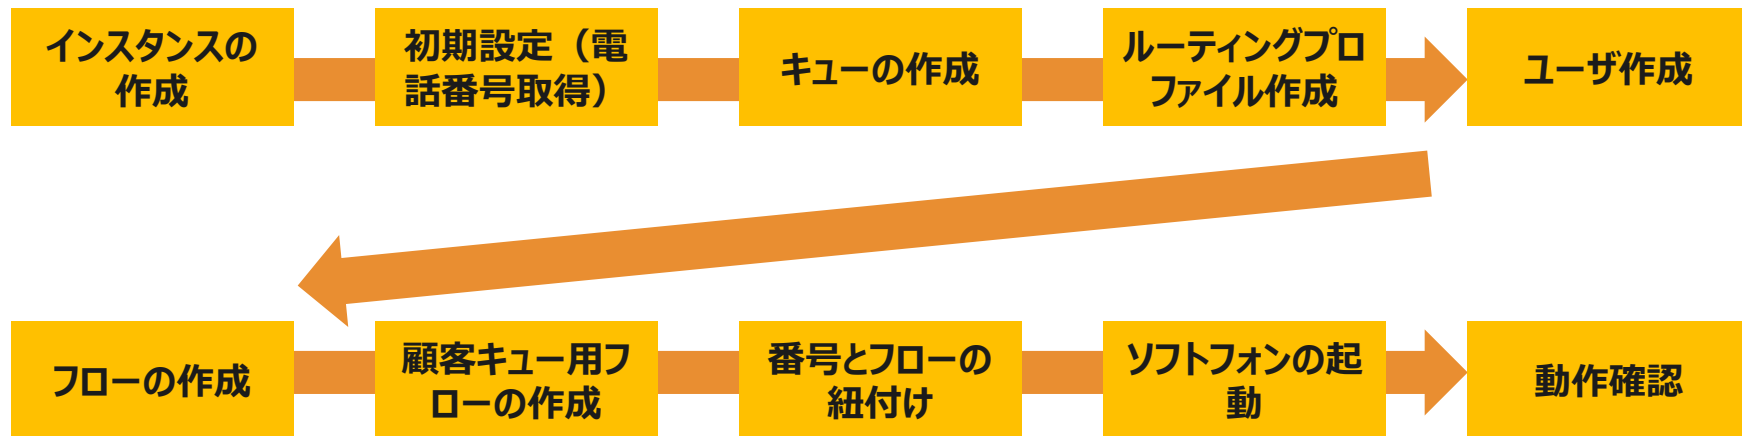 インスタンスの
作成
初期設定（電
話番号取得）
キューの作成
ルーティングプロ
ファイル作成
ユーザ作成
フローの作成
顧客キュー用フ
ローの作成
番号とフローの
紐付け
ソフトフォンの起
動
動作確認